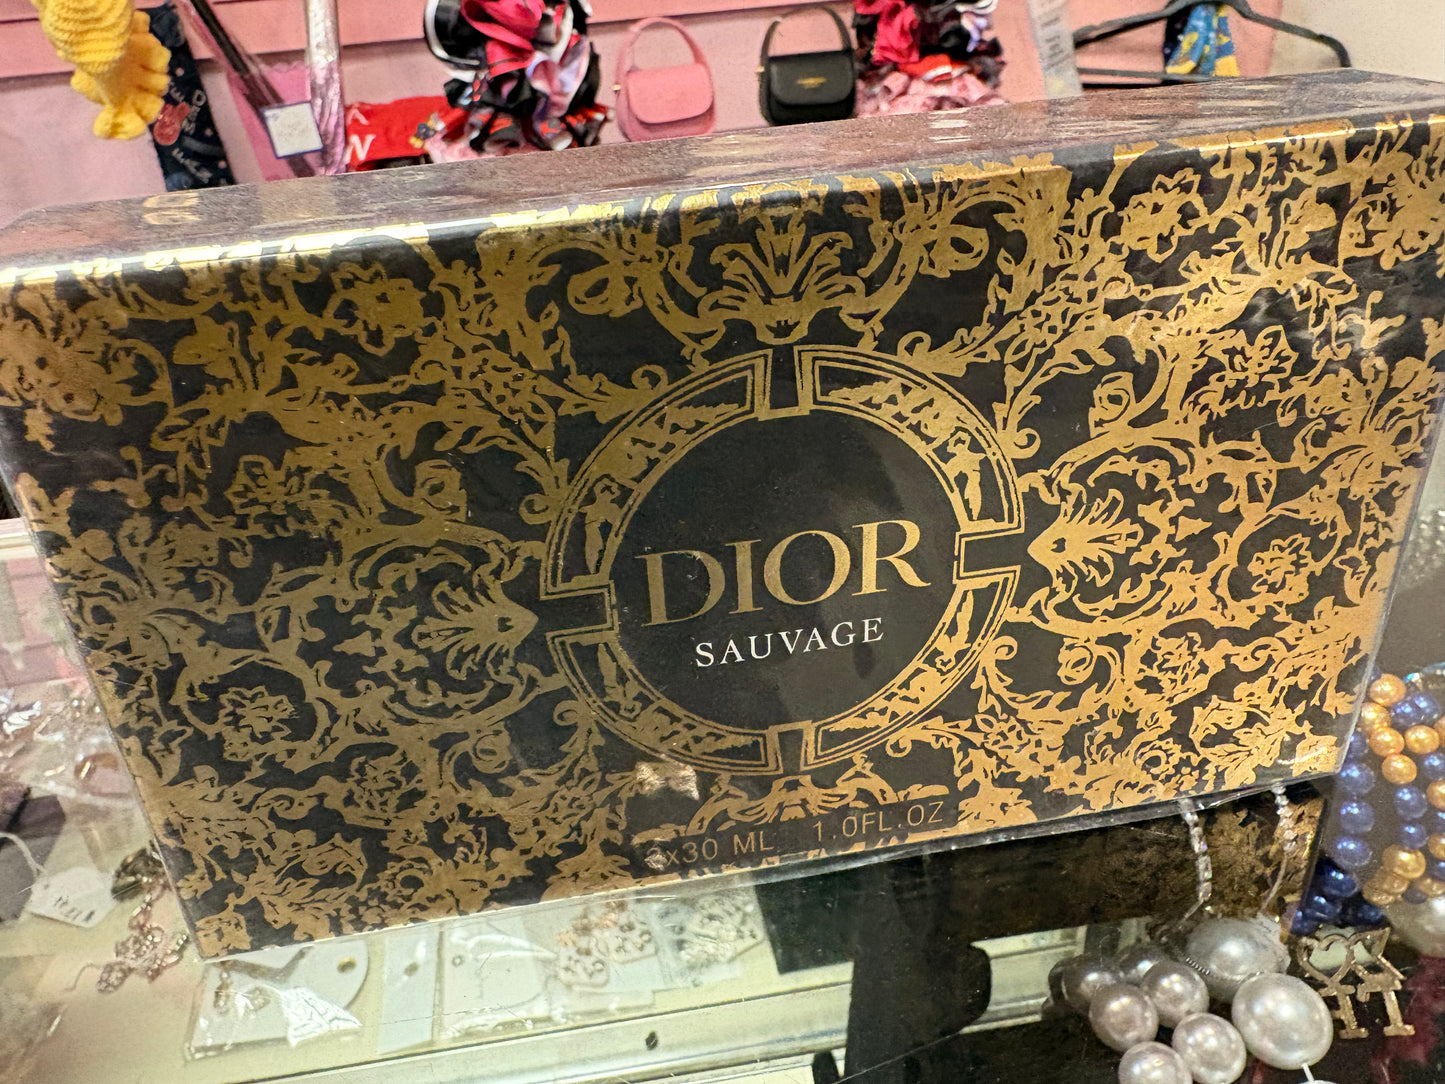 DIOR
SAUVAGE
3x30 ML 1.0FL.OZ